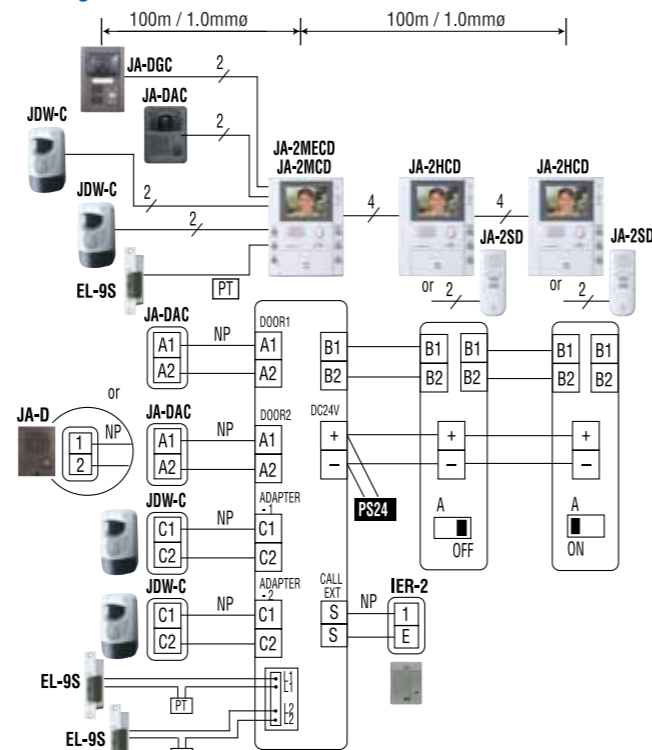 100m / 1.0mmø 100m / 1.0mmø
JA-DGC 2
JA-DAC
JDW-C 2
JA-2MECD
JA-2MCD JA-2HCD JA-2HCD
JDW-C 2 4 4
JA-2SD JA-2SD
2
EL-9S PT or 2 or 2
JA-DAC
NP DOOR1
A1 A1 B1 B1 B1 B1 B1
A2 A2 B2 B2 B2 B2 B2
or
JA-D JA-DAC
NP DOOR2 DC24V
1 NP A1 A1 + + +
2 A2 A2 – – –
JDW-C ADAPTER
-1 PS24
NP A A
C1 C1
C2 C2 OFF ON
JDW-C ADAPTER
-2 CALL
EXT IER-2
NP NP
C1 C1 S 1
C2 C2 S E
EL-9S L1
L1
PT
L2
L2
EL-9S